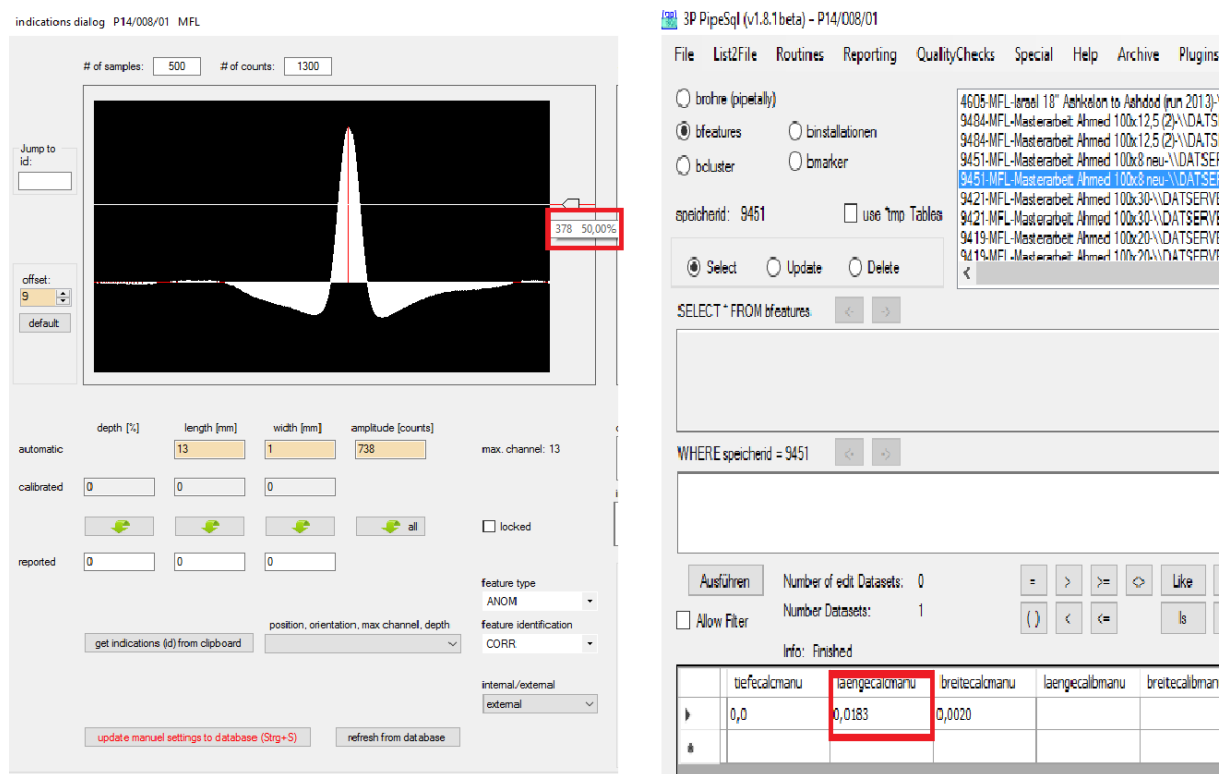 indications dialog P14/008/01 MFL
# of samples: 500 # of counts: 1300
Jump to
id:
378 50,00%
offset:
9
default
depth [%] length [mm] width [mm] amplitude [counts]
automatic 13 1 738 max. channel: 13
calibrated 0 0 0
all locked
reported 0 0 0
feature type
ANOM
position, orientation, max channel, depth feature identification
get indications (id) from clipboard CORR
internal/external
external
update manuel settings to database (Strg+S) refresh from database
3P PipeSql (v1.8.1beta) - P14/008/01
File List2File Routines Reporting QualityChecks Special Help Archive Plugins
brohre (pipetally)
bfeatures binstallationen
bcluster bmarker
4605-MFL-Israel 18" Ashkelon to Ashdod (run 2013)-\
9484-MFL-Masterarbeit Ahmed 100x12,5 (2)-\\DATSE
9484-MFL-Masterarbeit Ahmed 100x12,5 (2)-\\DATSE
9451-MFL-Masterarbeit Ahmed 100x8 neu-\\DATSER
9451-MFL-Masterarbeit Ahmed 100x8 neu-\\DATSER
9421-MFL-Masterarbeit Ahmed 100x30-\\DATSERVE
9421-MFL-Masterarbeit Ahmed 100x30-\\DATSERVE
9419-MFL-Masterarbeit Ahmed 100x20-\\DATSERVE
9419-MFL-Masterarbeit Ahmed 100x20-\\DATSERVE
speicherid: 9451 use *tmp Tables
Select Update Delete
SELECT * FROM bfeatures <- ->
WHERE speicherid = 9451 <- ->
Ausführen Number of edit Datasets: 0 = > >= <> Like
Allow Filter Number Datasets: 1 ( ) < <= Is
Info: Finished
tiefecalcmanu laengecalcmanu breitecalcmanu laengecalibmanu breitecalibman
0,0 0,0183 0,0020